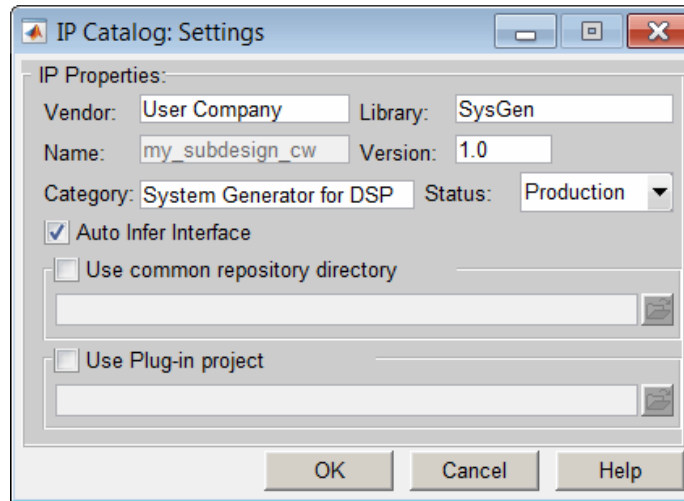 IP Catalog: Settings
IP Properties:
Vendor: User Company Library: SysGen
Name: my_subdesign_cw Version: 1.0
Category: System Generator for DSP Status: Production
Auto Infer Interface
Use common repository directory
Use Plug-in project
OK Cancel Help